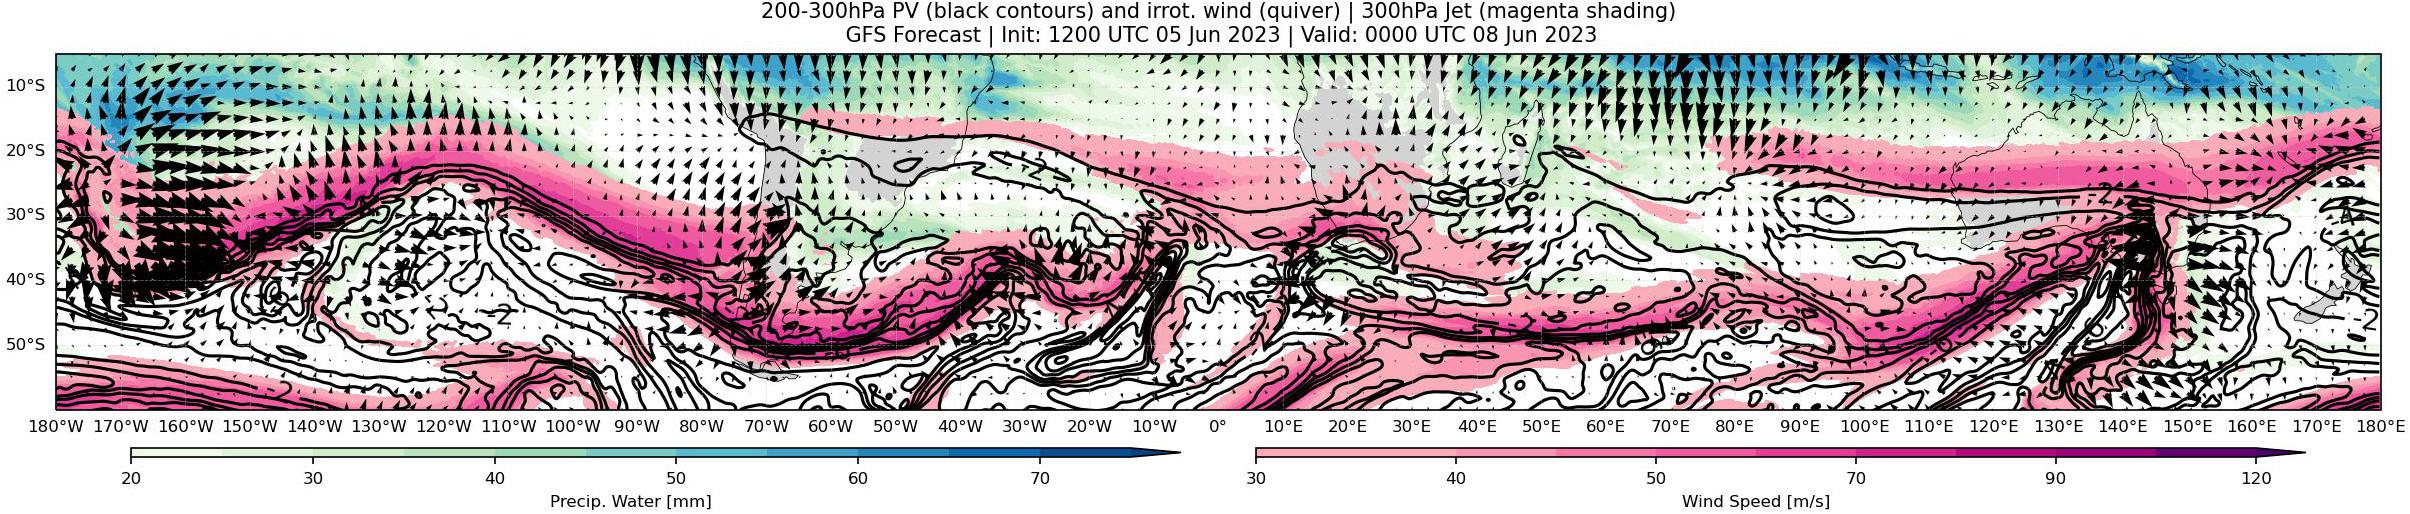 200-300hPa PV (black contours) and irrot. wind (quiver) | 300hPa Jet (magenta shading)
GFS Forecast | Init: 1200 UTC 05 Jun 2023 | Valid: 0000 UTC 08 Jun 2023
10°S
20°S
30°S
40°S
50°S
180°W 170°W 160°W 150°W 140°W 130°W 120°W 110°W 100°W 90°W 80°W 70°W 60°W 50°W 40°W 30°W 20°W 10°W 0° 10°E 20°E 30°E 40°E 50°E 60°E 70°E 80°E 90°E 100°E 110°E 120°E 130°E 140°E 150°E 160°E 170°E 180°E
20 30 40 50 60 70
Precip. Water [mm]
30 40 50 70 90 120
Wind Speed [m/s]